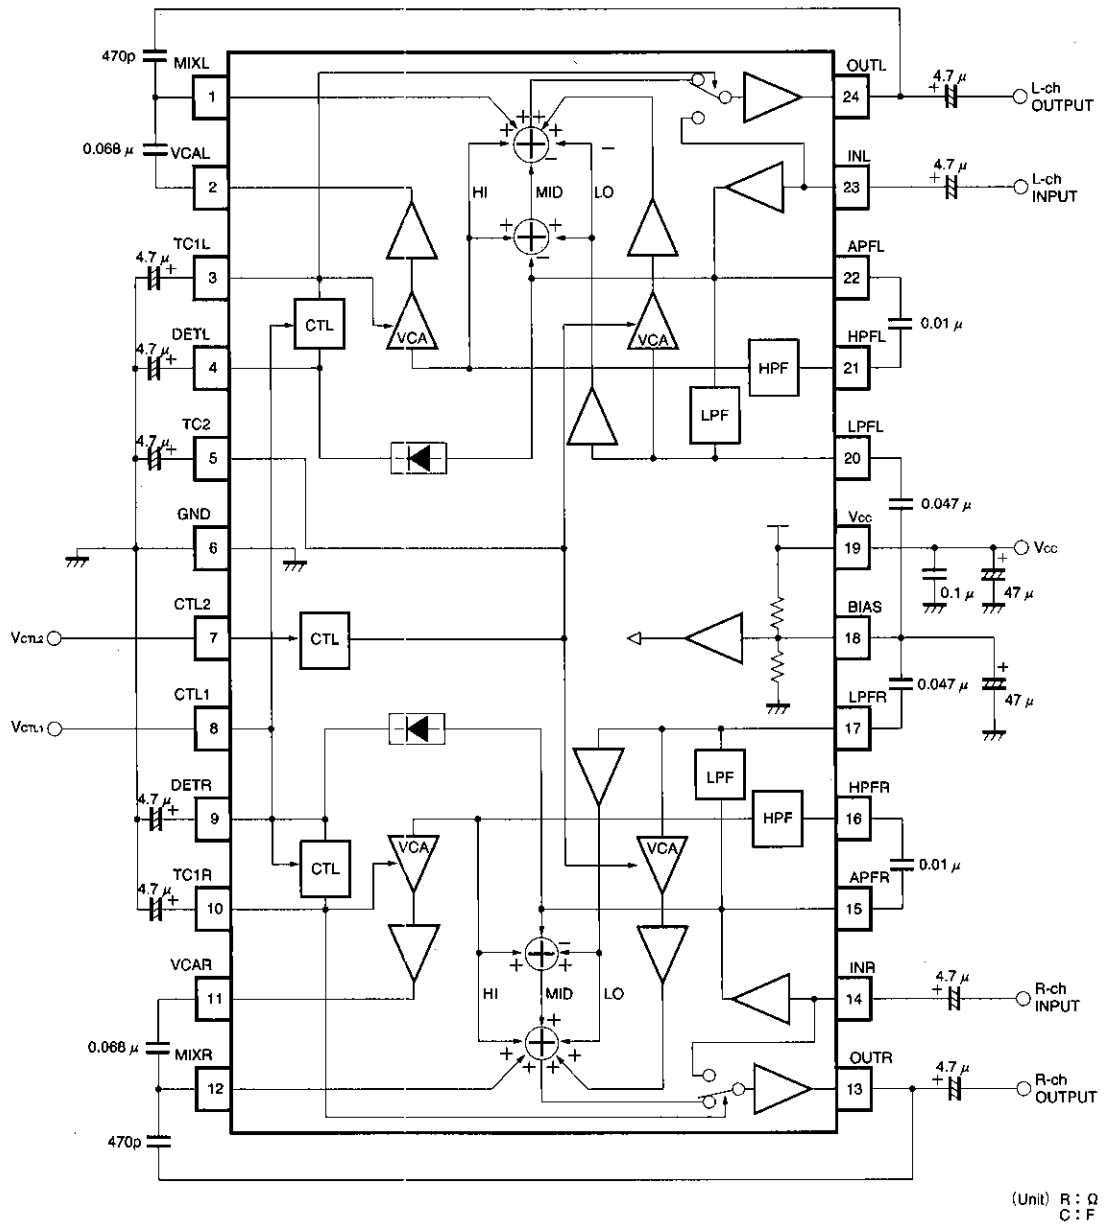 470p
MIXL
1
0.068 µ
VCAL
2
TC1L
4.7 µ
+
3
DETL
4.7 µ
+
4
TC2
4.7 µ
+
5
GND
6
CTL2
VCTL2
7
CTL1
VCTL1
8
DETR
4.7 µ
+
9
TC1R
4.7 µ
+
10
VCAR
11
0.068 µ
MIXR
12
470p
+ + + +
+ +
− −
HI MID LO
+ +
−
CTL
VCA
VCA
HPF
LPF
CTL
LPF
HPF
VCA
VCA
CTL
−
+ +
HI MID LO
+
+ +
+ +
OUTL
24
4.7 µ
+
L-ch
OUTPUT
INL
23
4.7 µ
+
L-ch
INPUT
APFL
22
0.01 µ
HPFL
21
LPFL
20
0.047 µ
Vcc
19
Vcc
0.1 µ
+
47 µ
BIAS
18
0.047 µ
+
47 µ
LPFR
17
HPFR
16
0.01 µ
APFR
15
INR
14
4.7 µ
+
R-ch
INPUT
OUTR
13
4.7 µ
+
R-ch
OUTPUT
(Unit) R : Ω
C : F